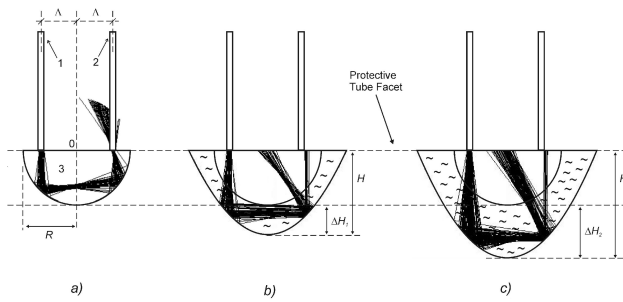 Λ Λ
1
2
Protective
Tube Facet
0
3
H
ΔH₁
H
ΔH₂
R
a)
b)
c)